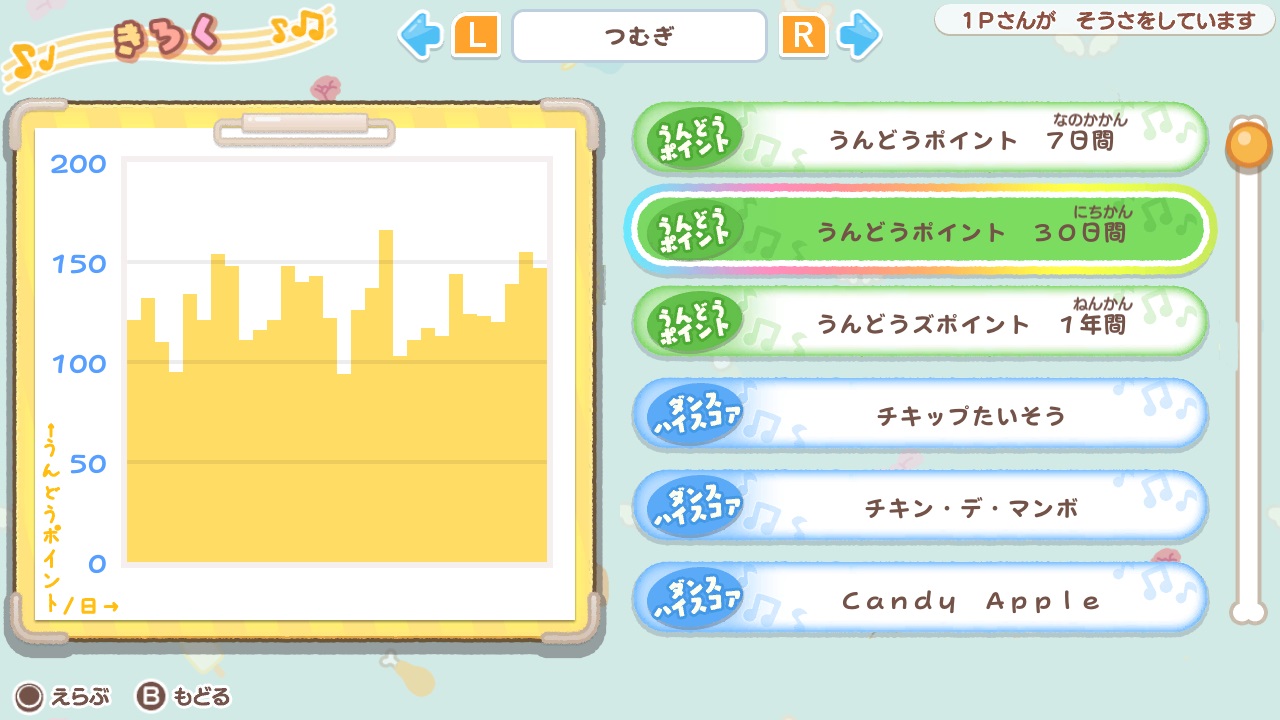 きろく
L
つむぎ
R
1Pさんが　そうさをしています
200
150
100
50
0
↑うんどうポイント
/日→
うんどう
ポイント
うんどうポイント　7日間
なのかかん
うんどう
ポイント
うんどうポイント　30日間
にちかん
うんどう
ポイント
うんどうズポイント　1年間
ねんかん
ダンス
ハイスコア
チキップたいそう
ダンス
ハイスコア
チキン・デ・マンボ
ダンス
ハイスコア
Candy Apple
えらぶ
B もどる